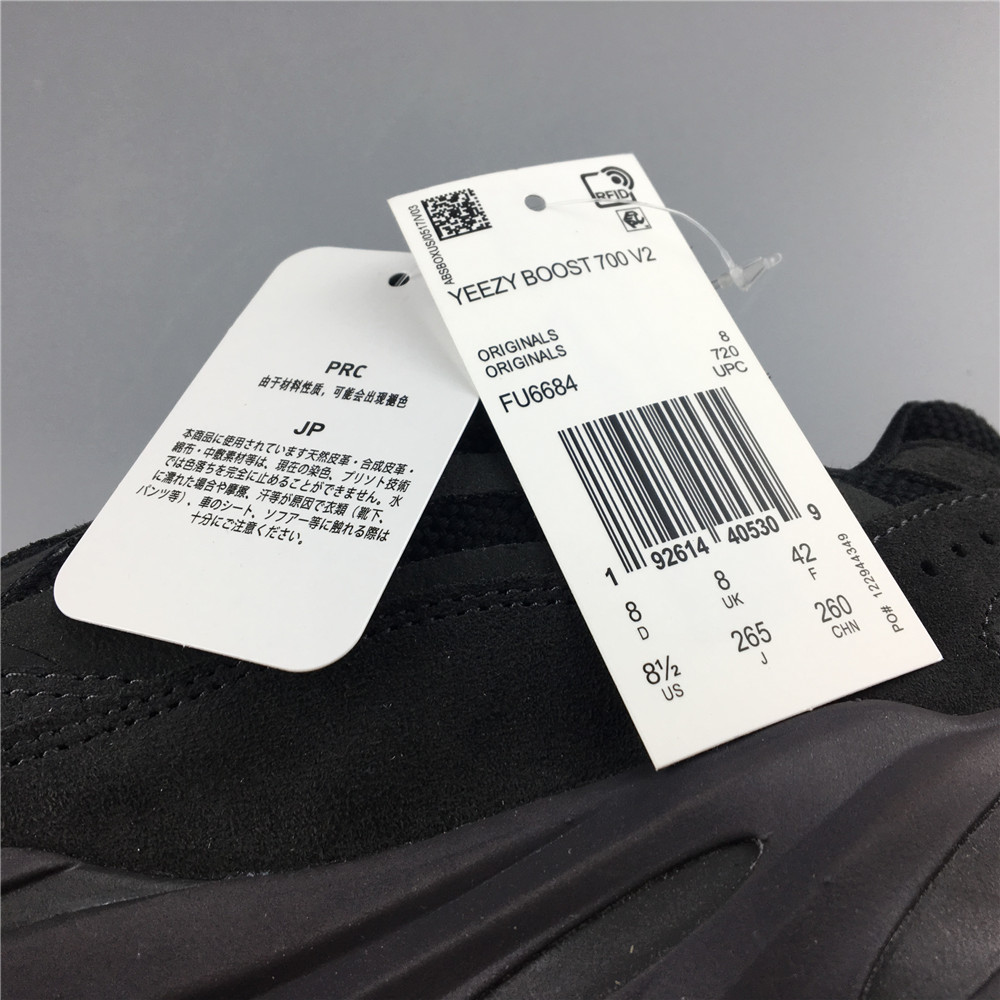 PRC
由于材料性质，可能会出现褪色
JP
本商品に使用されています天然皮革・合成皮革・
綿布・中敷素材等は、現在の染色、プリント技術
では色落ちを完全に止めることができません。水
に濡れた場合や摩擦、汗等が原因で衣類（靴下、
パンツ等）、車のシート、ソファー等に触れる際は
十分にご注意ください。
ABSBOXUS/0517/V03
RFID
YEEZY BOOST 700 V2
ORIGINALS
ORIGINALS
FU6684
8
720
UPC
1 92614 40530 9
8 D
8 UK
42 F
8½ US
265 J
260 CHN
PO# 122944349